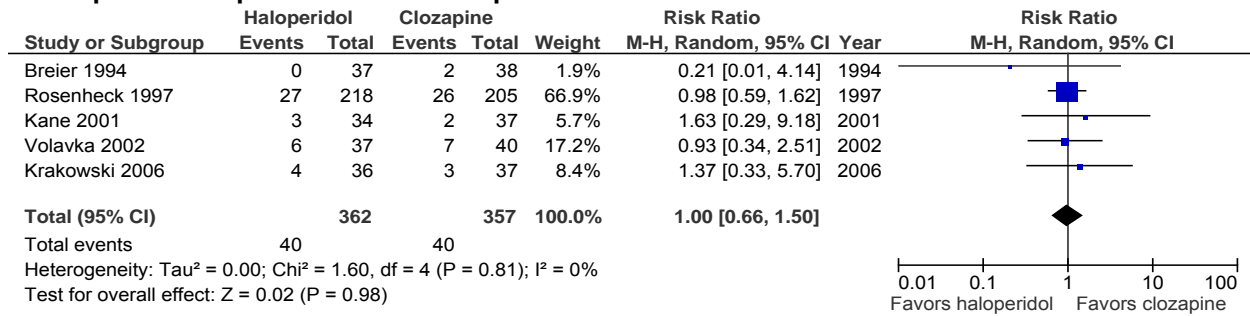 Haloperidol Clozapine Risk Ratio Risk Ratio
Study or Subgroup Events Total Events Total Weight M-H, Random, 95% CI Year M-H, Random, 95% CI
Breier 1994 0 37 2 38 1.9% 0.21 [0.01, 4.14] 1994
Rosenheck 1997 27 218 26 205 66.9% 0.98 [0.59, 1.62] 1997
Kane 2001 3 34 2 37 5.7% 1.63 [0.29, 9.18] 2001
Volavka 2002 6 37 7 40 17.2% 0.93 [0.34, 2.51] 2002
Krakowski 2006 4 36 3 37 8.4% 1.37 [0.33, 5.70] 2006
Total (95% CI) 362 357 100.0% 1.00 [0.66, 1.50]
Total events 40 40
Heterogeneity: Tau² = 0.00; Chi² = 1.60, df = 4 (P = 0.81); I² = 0%
Test for overall effect: Z = 0.02 (P = 0.98)
0.01 0.1 1 10 100
Favors haloperidol Favors clozapine